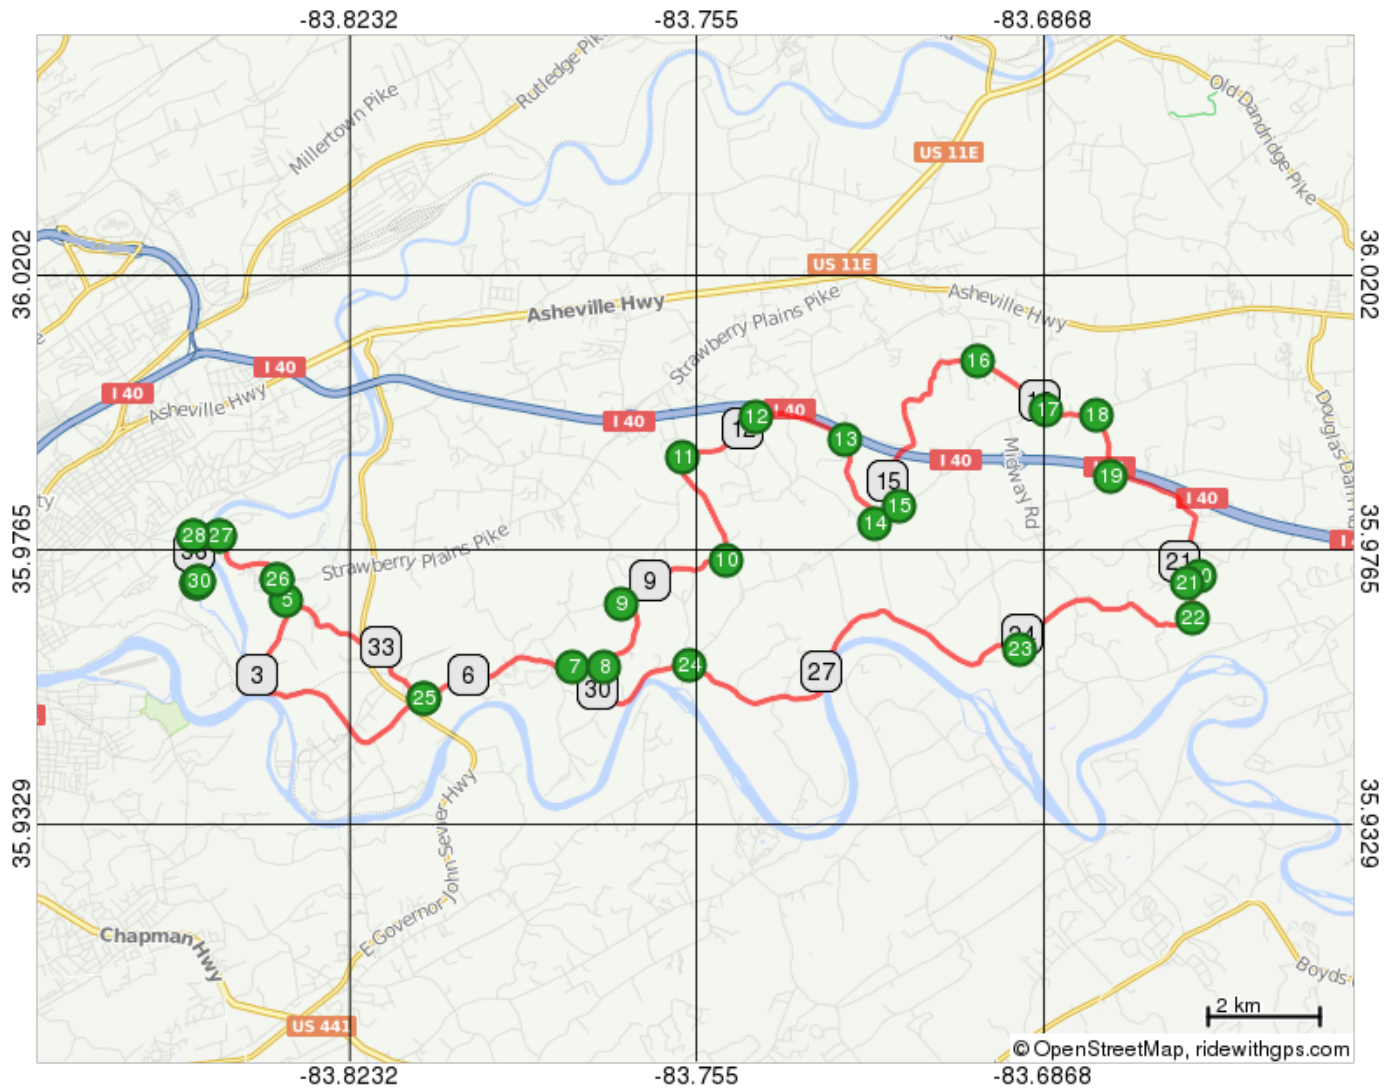 -83.8232
-83.755
-83.6868
Millertown Pike
Rutledge Pike
Old Dandridge Pike
US 11E
36.0202
36.0202
US 11E
Asheville Hwy
Asheville Hwy
Strawberry Plains Pike
I 40
I 40
Asheville Hwy
I 40
I 40
16
17
18
12
12
13
11
I 40
Midway Rd
19
15
15
14
I 40
Strawberry Plains Pike
35.9765
35.9765
28
27
30
26
5
10
9
9
21
21
22
33
3
6
7
8
30
24
27
23
25
E Governor John Sevier Hwy
35.9329
35.9329
Chapman Hwy
US 441
2 km
© OpenStreetMap, ridewithgps.com
-83.8232
-83.755
-83.6868